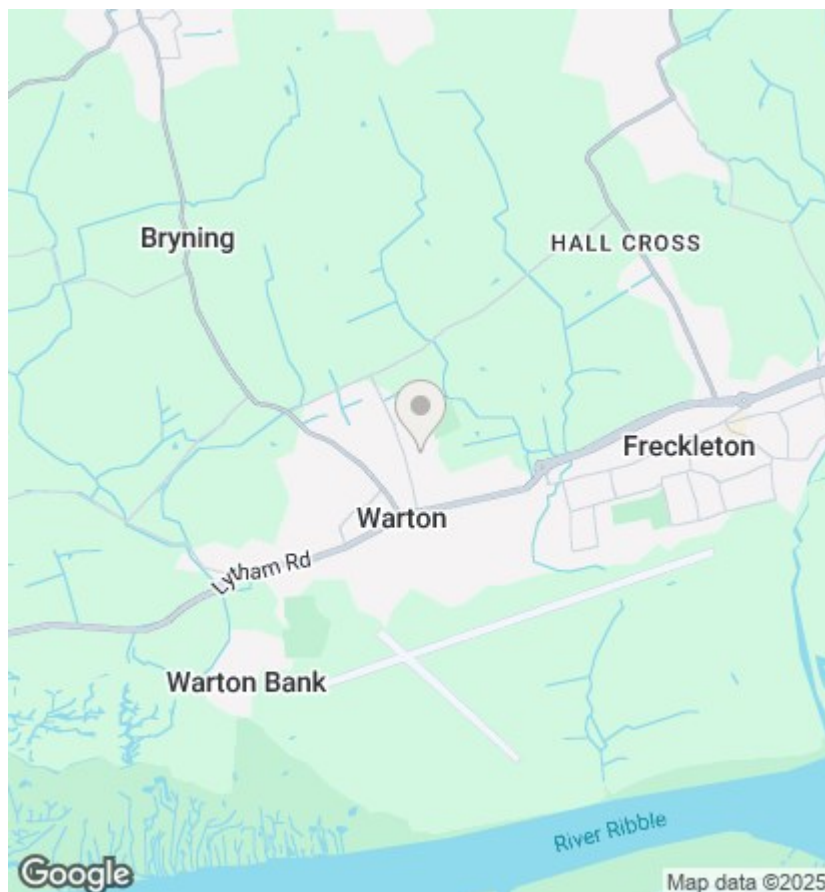 Bryning
HALL CROSS
Freckleton
Warton
Lytham Rd
Warton Bank
River Ribble
Google
Map data ©2025